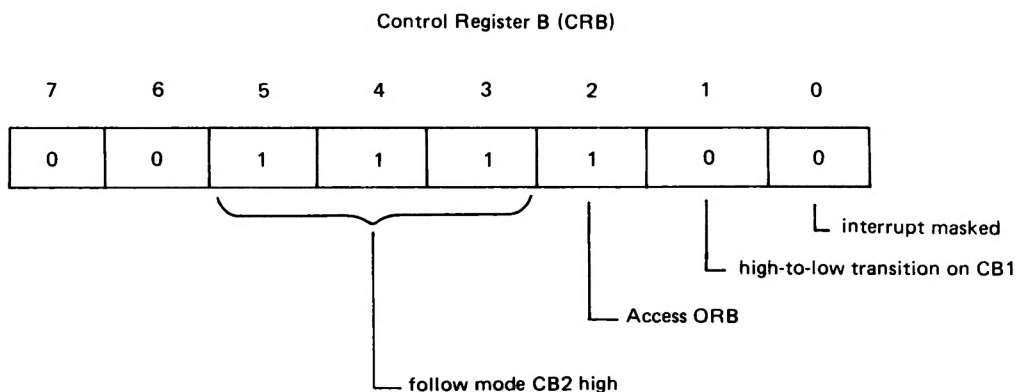 Control Register B (CRB)
7 6 5 4 3 2 1 0
0 0 1 1 1 1 0 0
interrupt masked
high-to-low transition on CB1
Access ORB
follow mode CB2 high